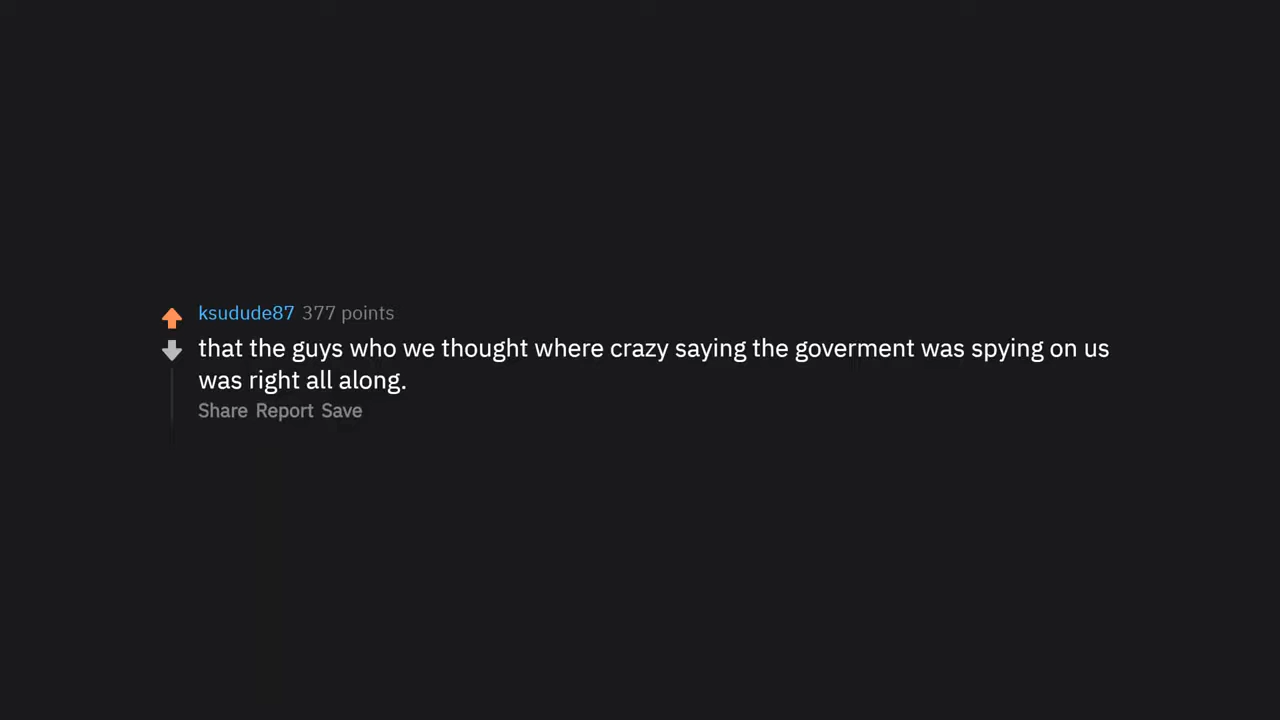 ksudude87 377 points
that the guys who we thought where crazy saying the goverment was spying on us
was right all along.
Share Report Save